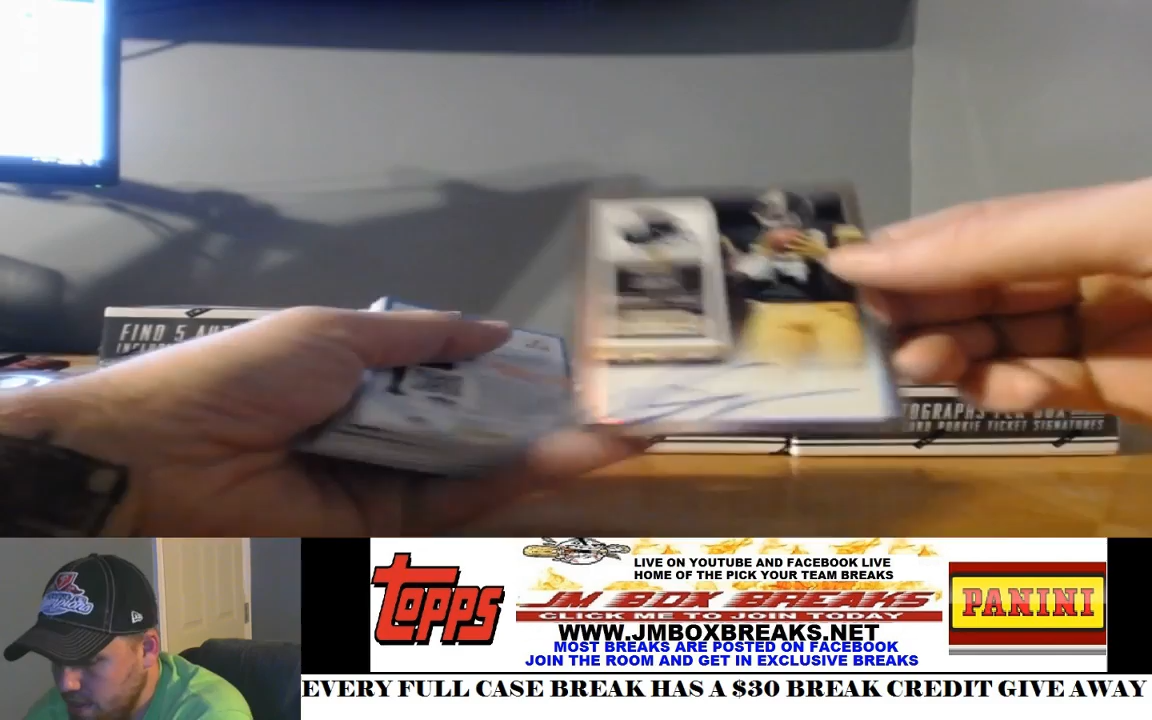 FIND 5 AUT
TOGRAPHS PER BOX
ARD ROOKIE TICKET SIGNATURES
topps
LIVE ON YOUTUBE AND FACEBOOK LIVE
HOME OF THE PICK YOUR TEAM BREAKS
JM BOX BREAKS
CLICK ME TO JOIN TODAY
WWW.JMBOXBREAKS.NET
MOST BREAKS ARE POSTED ON FACEBOOK
JOIN THE ROOM AND GET IN EXCLUSIVE BREAKS
PANINI
EVERY FULL CASE BREAK HAS A $30 BREAK CREDIT GIVE AWAY